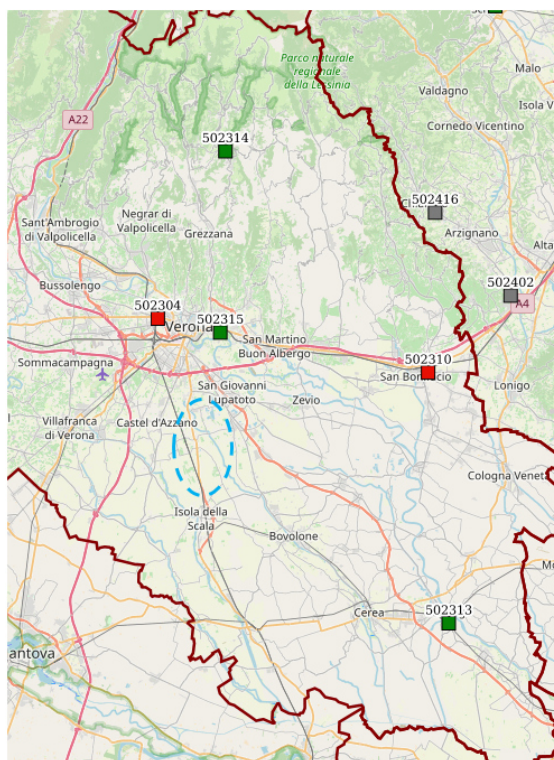 Parco naturale
regionale
della Lessinia
Malo
Valdagno
Isola V
A22
Cornedo Vicentino
502314
502416
Sant'Ambrogio
di Valpolicella
Negrar di
Valpolicella
Arzignano
Grezzana
Alta
Bussolengo
502402
A4
502304
502315
Verona
San Martino
Buon Albergo
Sommacampagna
502310
San Bonifacio
Lonigo
San Giovanni
Lupatoto
Zevio
Villafranca
di Verona
Castel d'Azzano
Cologna Veneta
Isola della
Scala
Bovolone
Mo
Cerea
502313
antova